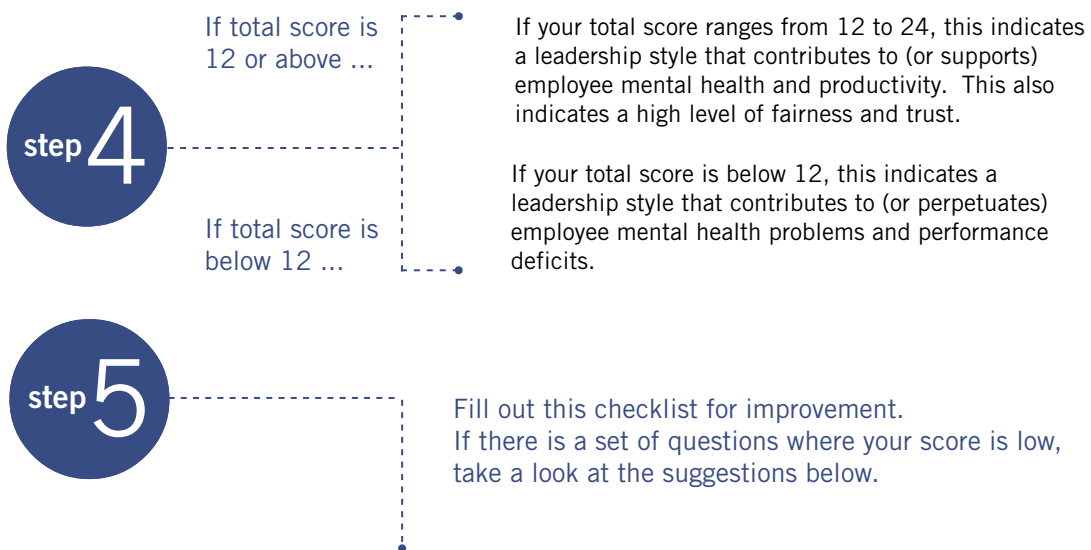 If total score is
12 or above ...
If your total score ranges from 12 to 24, this indicates
a leadership style that contributes to (or supports)
employee mental health and productivity.  This also
indicates a high level of fairness and trust.
step 4
If your total score is below 12, this indicates a
leadership style that contributes to (or perpetuates)
employee mental health problems and performance
deficits.
If total score is
below 12 ...
step 5
Fill out this checklist for improvement.
If there is a set of questions where your score is low,
take a look at the suggestions below.